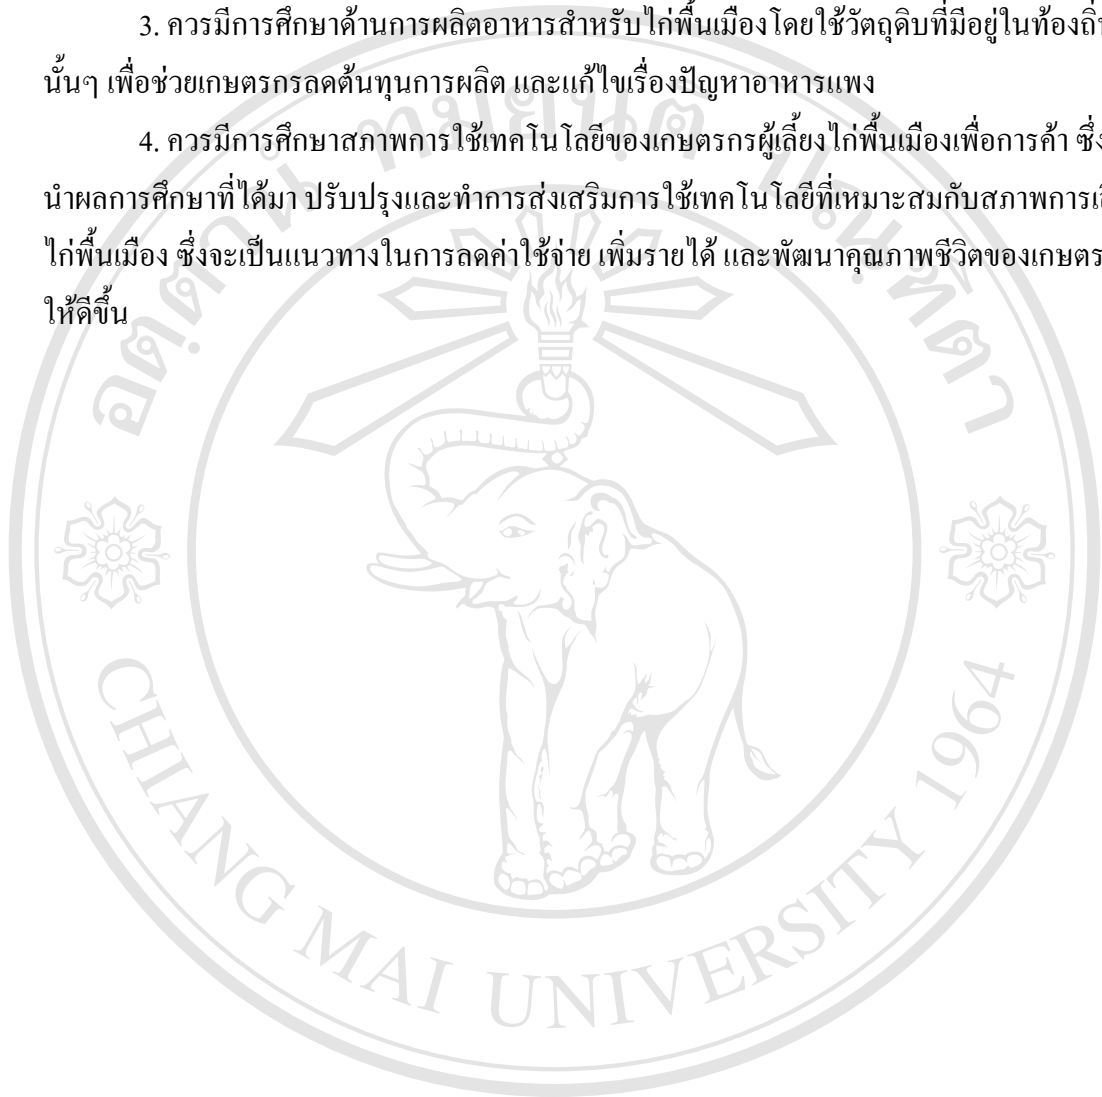 3. ควรมีการศึกษาด้านการผลิตอาหารสำหรับไก่พื้นเมืองโดยใช้วัตถุดิบที่มีอยู่ในท้องถิ่
นั้นๆ เพื่อช่วยเกษตรกรลดต้นทุนการผลิต และแก้ไขเรื่องปัญหาอาหารแพง
4. ควรมีการศึกษาสภาพการใช้เทคโนโลยีของเกษตรกรผู้เลี้ยงไก่พื้นเมืองเพื่อการค้า ซึ่ง
นำผลการศึกษาที่ได้มา ปรับปรุงและทำการส่งเสริมการใช้เทคโนโลยีที่เหมาะสมกับสภาพการ
ไก่พื้นเมือง ซึ่งจะเป็นแนวทางในการลดค่าใช้จ่าย เพิ่มรายได้ และพัฒนาคุณภาพชีวิตของเกษตร
ให้ดีขึ้น
อตฺตานํ ทมยนฺติ ปณฺฑิตา
CHIANG MAI UNIVERSITY 1964